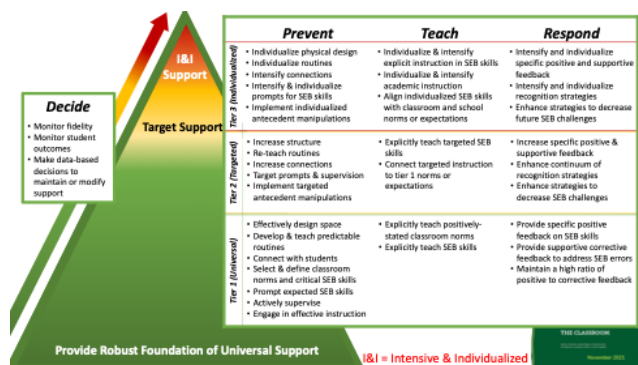 I&I
Support
Target Support
Decide
• Monitor fidelity
• Monitor student
outcomes
• Make data-based
decisions to
maintain or modify
support
Prevent
Teach
Respond
Tier 3 (Individualized)
• Individualize physical design
• Individualize routines
• Intensify connections
• Intensify & individualize
prompts for SEB skills
• Implement individualized
antecedent manipulations
• Individualize & intensify
explicit instruction in SEB skills
• Individualize & intensify
academic instruction
• Align individualized SEB skills
with classroom and school
norms or expectations
• Intensify and individualize
specific positive and supportive
feedback
• Intensify and individualize
recognition strategies
• Enhance strategies to decrease
future SEB challenges
Tier 2 (Targeted)
• Increase structure
• Re-teach routines
• Increase connections
• Target prompts & supervision
• Implement targeted
antecedent manipulations
• Explicitly teach targeted SEB
skills
• Connect targeted instruction
to tier 1 norms or
expectations
• Increase specific positive &
supportive feedback
• Enhance continuum of
recognition strategies
• Enhance strategies to
decrease SEB challenges
Tier 1 (Universal)
• Effectively design space
• Develop & teach predictable
routines
• Connect with students
• Select & define classroom
norms and critical SEB skills
• Prompt expected SEB skills
• Actively supervise
• Engage in effective instruction
• Explicitly teach positively-
stated classroom norms
• Explicitly teach SEB skills
• Provide specific positive
feedback on SEB skills
• Provide supportive corrective
feedback to address SEB errors
• Maintain a high ratio of
positive to corrective feedback
Provide Robust Foundation of Universal Support
I&I = Intensive & Individualized
THE CLASSROOM
November 2021